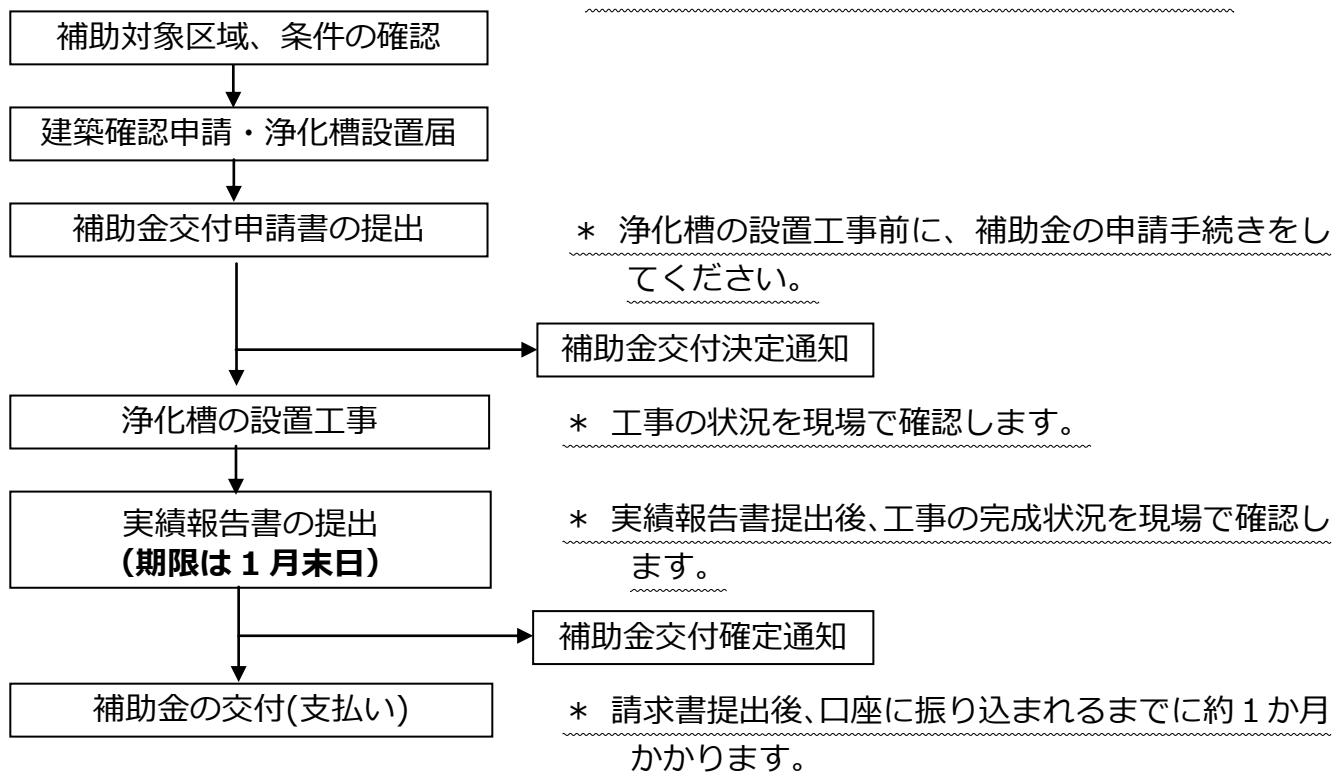 補助対象区域、条件の確認
建築確認申請・浄化槽設置届
補助金交付申請書の提出
＊ 浄化槽の設置工事前に、補助金の申請手続きをし
てください。
補助金交付決定通知
浄化槽の設置工事
＊ 工事の状況を現場で確認します。
実績報告書の提出
（期限は 1 月末日）
＊ 実績報告書提出後、工事の完成状況を現場で確認し
ます。
補助金交付確定通知
補助金の交付(支払い)
＊ 請求書提出後、口座に振り込まれるまでに約１か月
かかります。